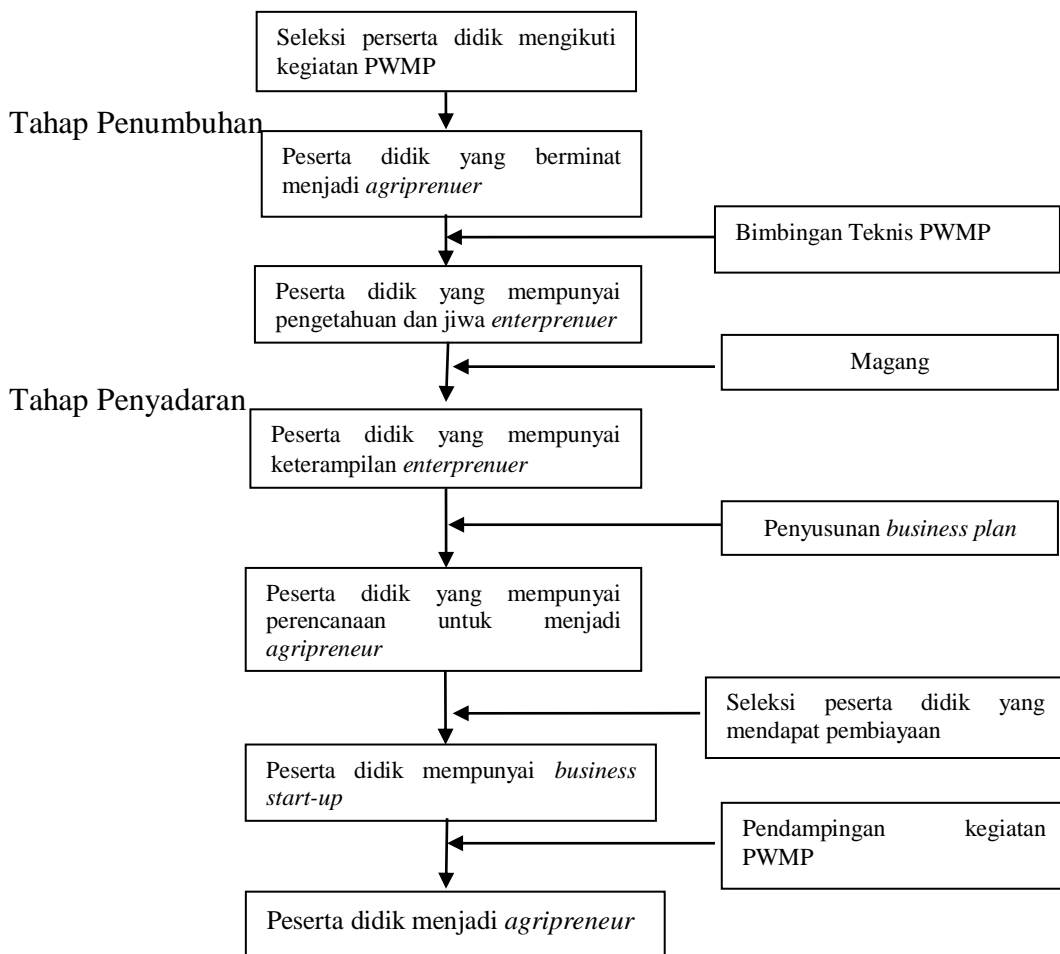 Seleksi perserta didik mengikuti
kegiatan PWMP
Tahap Penumbuhan
Peserta didik yang berminat
menjadi agriprenuer
Bimbingan Teknis PWMP
Peserta didik yang mempunyai
pengetahuan dan jiwa enterprenuer
Magang
Tahap Penyadaran
Peserta didik yang mempunyai
keterampilan enterprenuer
Penyusunan business plan
Peserta didik yang mempunyai
perencanaan untuk menjadi
agripreneur
Seleksi peserta didik yang
mendapat pembiayaan
Peserta didik mempunyai business
start-up
Pendampingan kegiatan
PWMP
Peserta didik menjadi agripreneur